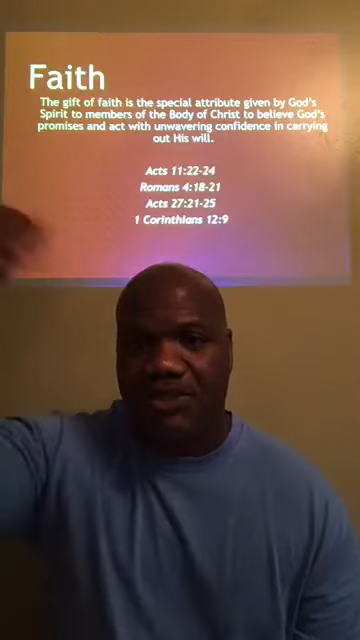 Faith
The gift of faith is the special attribute given by God's
Spirit to members of the Body of Christ to believe God's
promises and act with unwavering confidence in carrying
out His will.
Acts 11:22-24
Romans 4:18-21
Acts 27:21-25
1 Corinthians 12:9